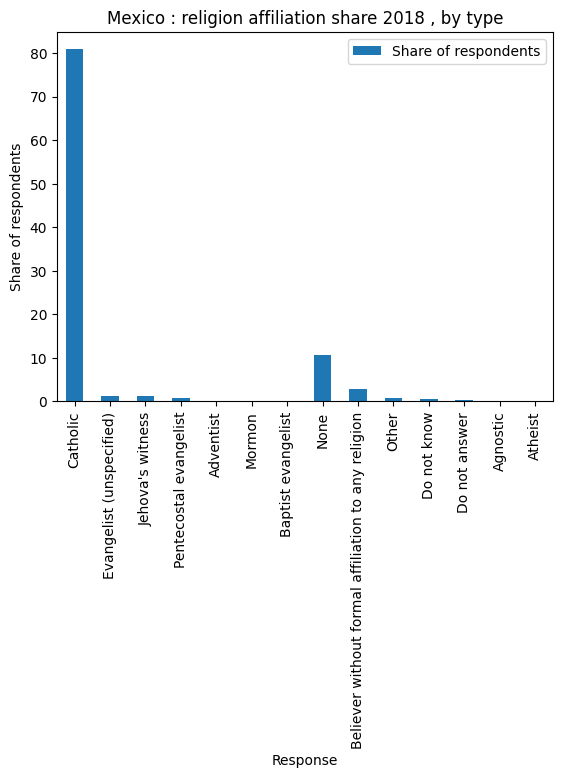 Mexico : religion affiliation share 2018 , by type
Share of respondents
Share of respondents
80
70
60
50
40
30
20
10
0
Catholic
Evangelist (unspecified)
Jehova's witness
Pentecostal evangelist
Adventist
Mormon
Baptist evangelist
None
Believer without formal affiliation to any religion
Other
Do not know
Do not answer
Agnostic
Atheist
Response